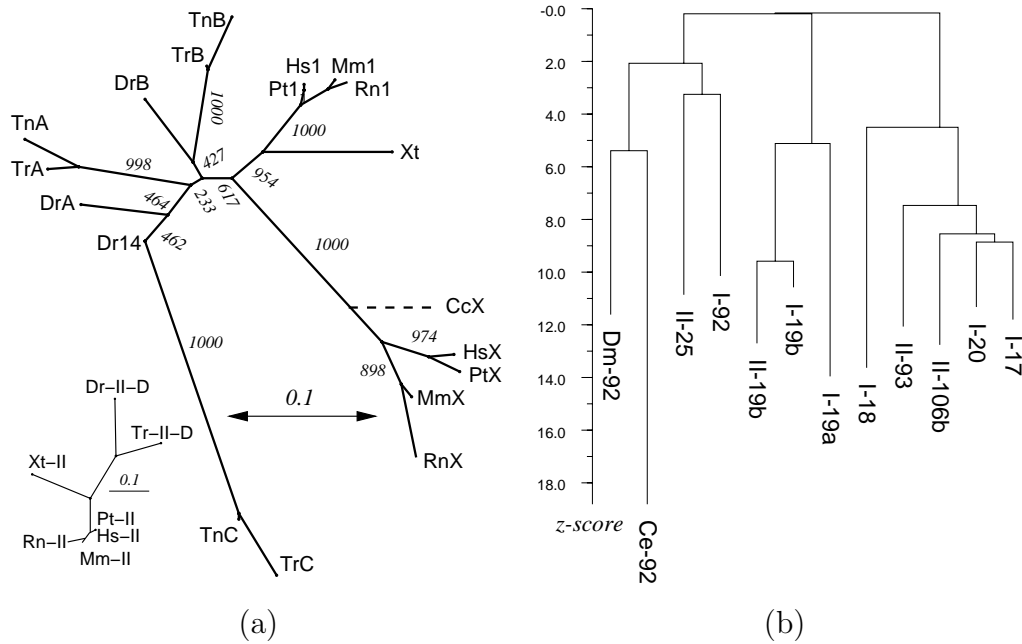 TnB
TrB
DrB
1000
TnA
TrA
998
427
DrA
464
233
617
Dr14
462
Hs1
Mm1
Pt1
Rn1
1000
Xt
954
1000
CcX
974
HsX
PtX
898
MmX
RnX
1000
0.1
TnC
TrC
Dr−II−D
Tr−II−D
Xt−II
0.1
Pt−II
Rn−II
Hs−II
Mm−II
(a)
-0.0
2.0
4.0
6.0
8.0
10.0
12.0
14.0
16.0
18.0
z-score
Dm-92
Ce-92
II-25
I-92
II-19b
I-19b
I-19a
I-18
II-93
II-106b
I-20
I-17
(b)